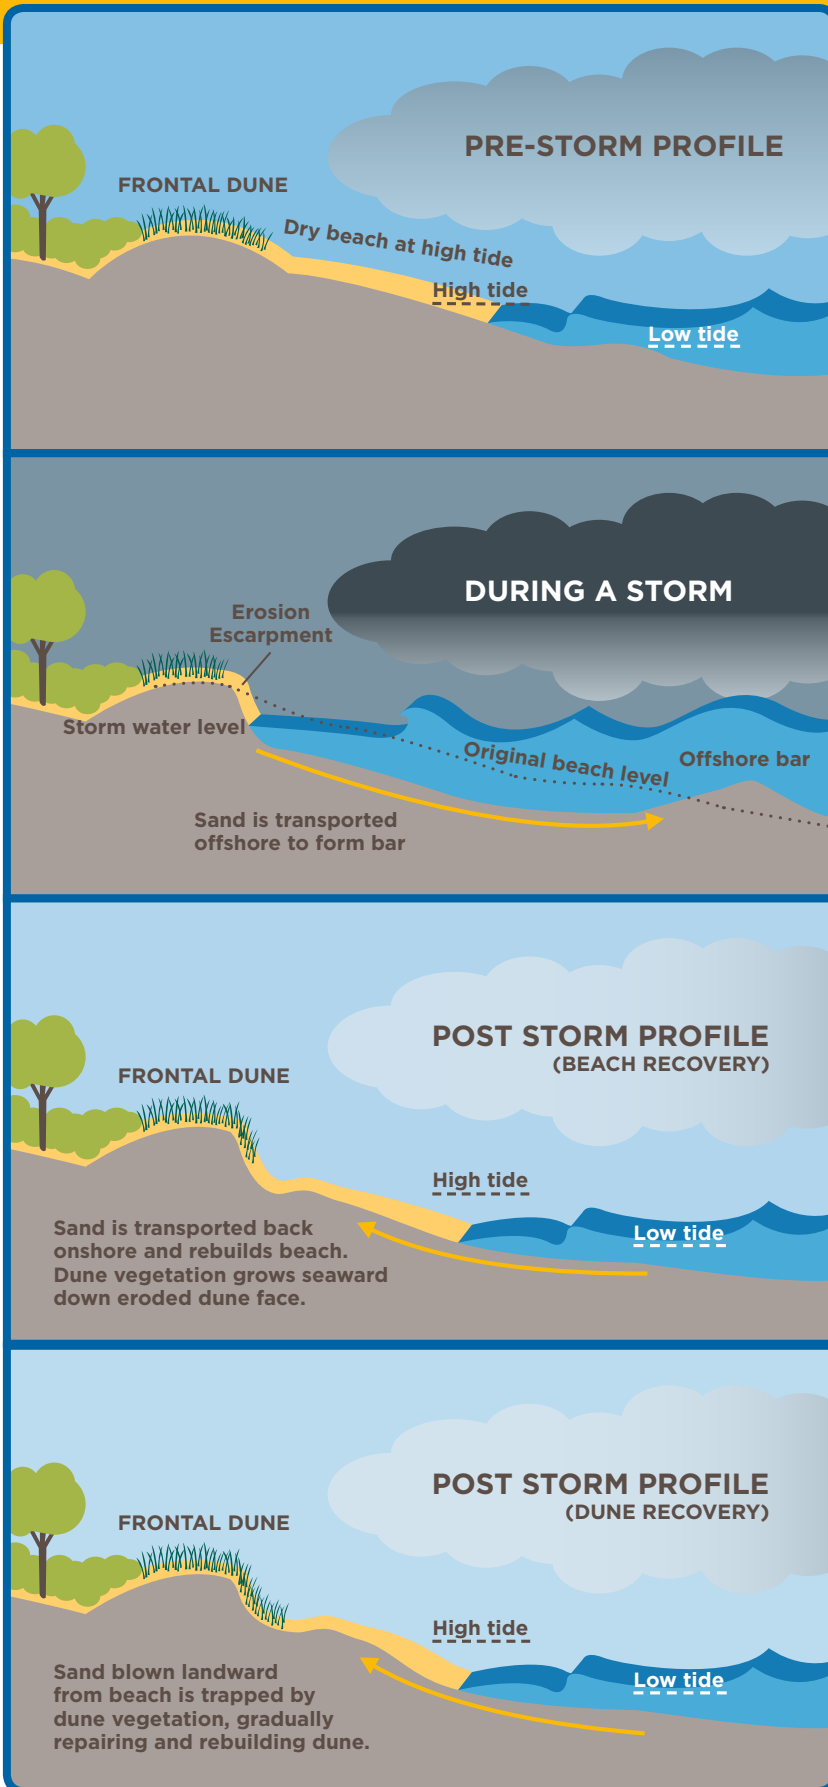 PRE-STORM PROFILE
FRONTAL DUNE
Dry beach at high tide
High tide
Low tide
DURING A STORM
Erosion
Escarpment
Storm water level
Original beach level
Offshore bar
Sand is transported
offshore to form bar
POST STORM PROFILE
(BEACH RECOVERY)
FRONTAL DUNE
High tide
Low tide
Sand is transported back
onshore and rebuilds beach.
Dune vegetation grows seaward
down eroded dune face.
POST STORM PROFILE
(DUNE RECOVERY)
FRONTAL DUNE
High tide
Low tide
Sand blown landward
from beach is trapped by
dune vegetation, gradually
repairing and rebuilding dune.